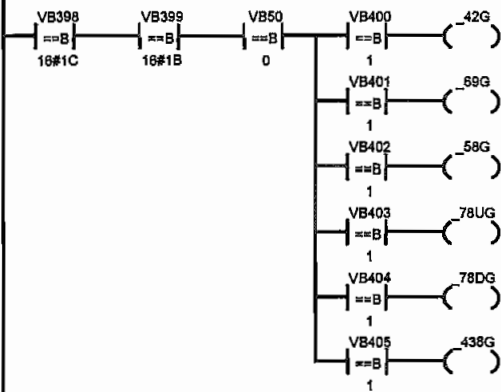 VB398 VB399 VB50 VB400 _42G
==B ==B ==B ==B
16#1C 16#1B 0 1
VB401 _69G
==B
1
VB402 _58G
==B
1
VB403 _78UG
==B
1
VB404 _78DG
==B
1
VB405 _438G
==B
1